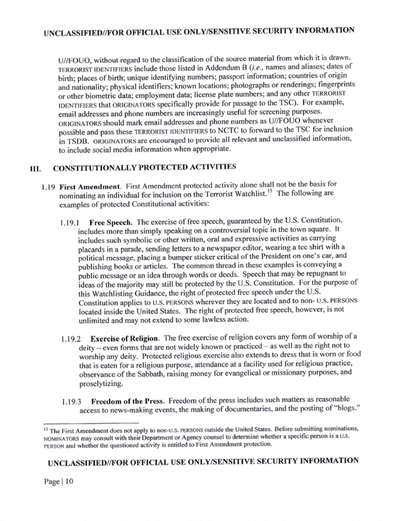 UNCLASSIFIED//FOR OFFICIAL USE ONLY/SENSITIVE SECURITY INFORMATION
U//FOUO, without regard to the classification of the source material from which it is drawn.
TERRORIST IDENTIFIERS include those listed in Addendum B (i.e., names and aliases; dates of
birth; places of birth; unique identifying numbers; passport information; countries of origin
and nationality; physical identifiers; known locations; photographs or renderings; fingerprints
or other biometric data; employment data; license plate numbers; and any other TERRORIST
IDENTIFIERS that ORIGINATORS specifically provide for passage to the TSC). For example,
email addresses and phone numbers are increasingly useful for screening purposes.
ORIGINATORS should mark email addresses and phone numbers as U//FOUO whenever
possible and pass these TERRORIST IDENTIFIERS to NCTC to forward to the TSC for inclusion
in TSDB. ORIGINATORS are encouraged to provide all relevant and unclassified information,
to include social media information when appropriate.
III. CONSTITUTIONALLY PROTECTED ACTIVITIES
1.19 First Amendment. First Amendment protected activity alone shall not be the basis for
nominating an individual for inclusion on the Terrorist Watchlist.15 The following are
examples of protected Constitutional activities:
1.19.1 Free Speech. The exercise of free speech, guaranteed by the U.S. Constitution,
includes more than simply speaking on a controversial topic in the town square. It
includes such symbolic or other written, oral and expressive activities as carrying
placards in a parade, sending letters to a newspaper editor, wearing a tee shirt with a
political message, placing a bumper sticker critical of the President on one's car, and
publishing books or articles. The common thread in these examples is conveying a
public message or an idea through words or deeds. Speech that may be repugnant to
ideas of the majority may still be protected by the U.S. Constitution. For the purpose of
this Watchlisting Guidance, the right of protected free speech under the U.S.
Constitution applies to U.S. PERSONS wherever they are located and to non- U.S. PERSONS
located inside the United States. The right of protected free speech, however, is not
unlimited and may not extend to some lawless action.
1.19.2 Exercise of Religion. The free exercise of religion covers any form of worship of a
deity – even forms that are not widely known or practiced – as well as the right not to
worship any deity. Protected religious exercise also extends to dress that is worn or food
that is eaten for a religious purpose, attendance at a facility used for religious practice,
observance of the Sabbath, raising money for evangelical or missionary purposes, and
proselytizing.
1.19.3 Freedom of the Press. Freedom of the press includes such matters as reasonable
access to news-making events, the making of documentaries, and the posting of "blogs."
15 The First Amendment does not apply to non-U.S. PERSONS outside the United States. Before submitting nominations,
NOMINATORS may consult with their Department or Agency counsel to determine whether a specific person is a U.S.
PERSON and whether the questioned activity is entitled to First Amendment protection.
UNCLASSIFIED//FOR OFFICIAL USE ONLY/SENSITIVE SECURITY INFORMATION
Page | 10